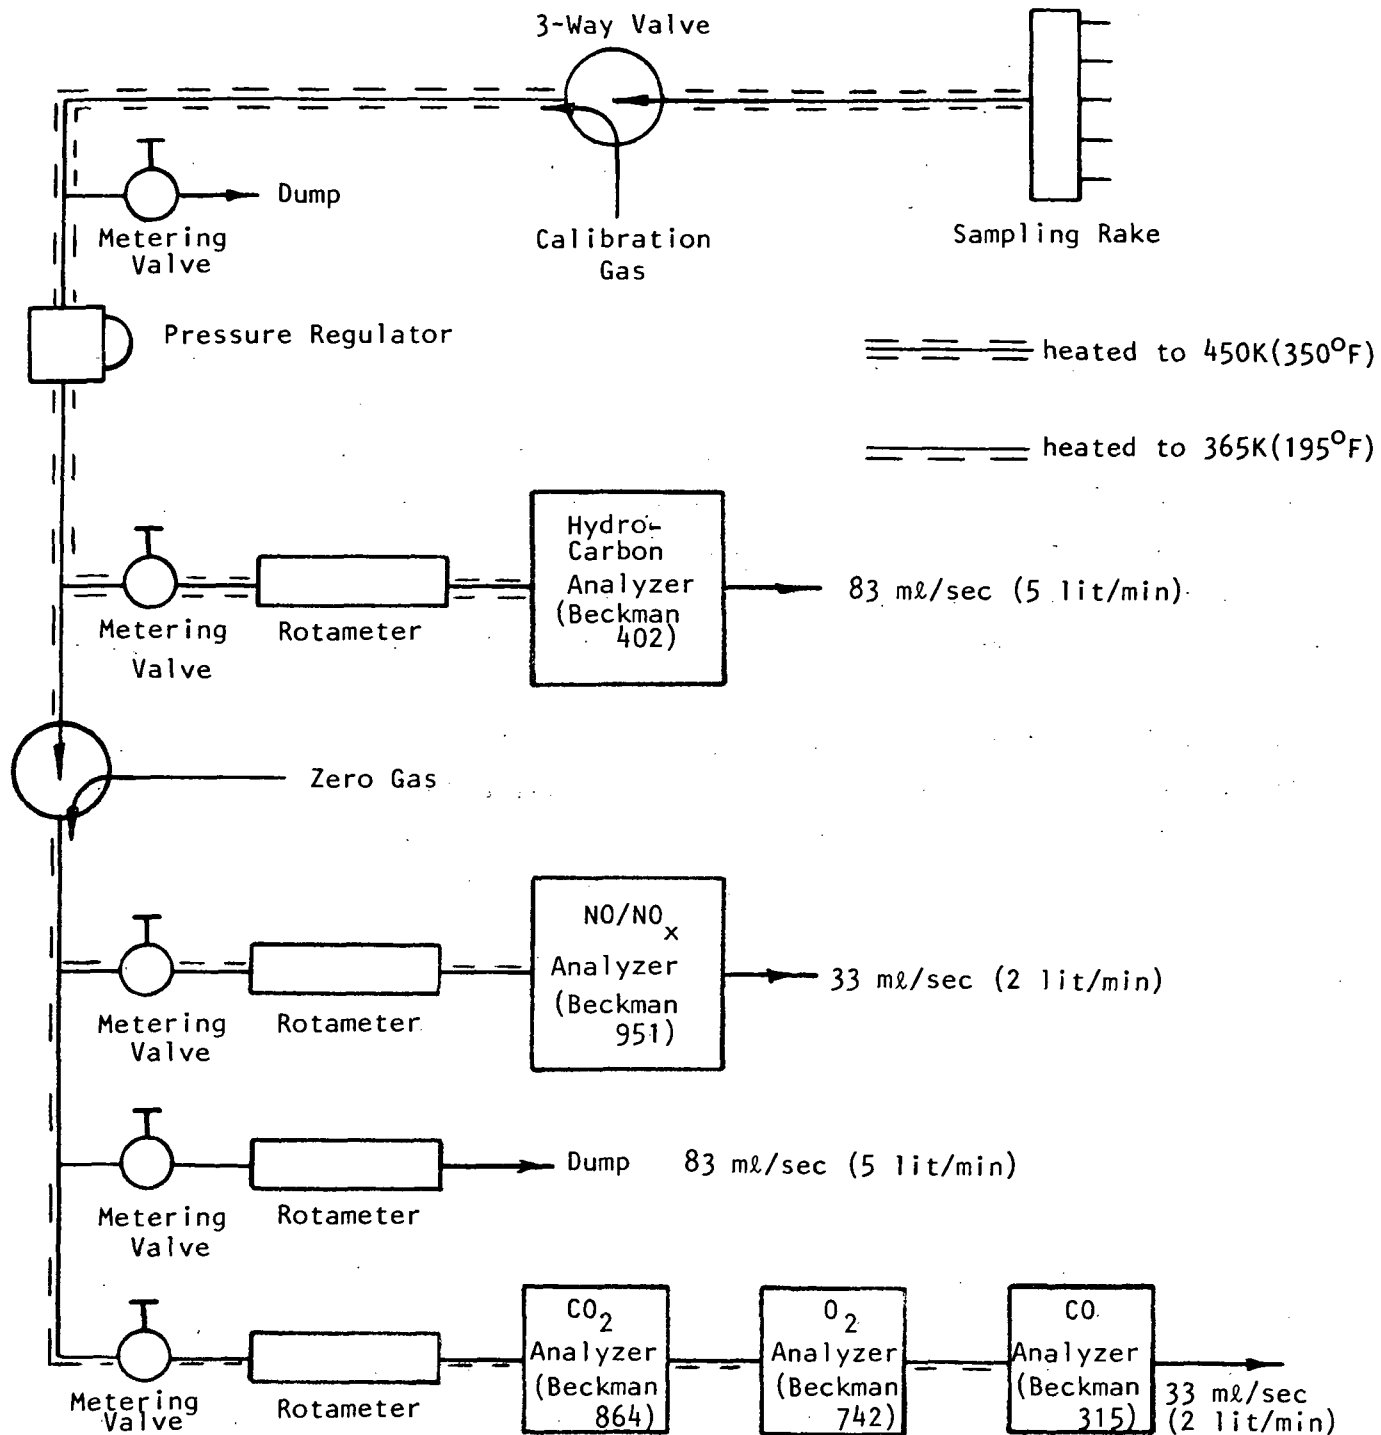 3-Way Valve
Dump
Metering
Valve
Calibration
Gas
Sampling Rake
Pressure Regulator
heated to 450K(350°F)
heated to 365K(195°F)
Hydro-
Carbon
Analyzer
(Beckman
402)
83 mℓ/sec (5 lit/min)
Metering
Valve
Rotameter
Zero Gas
NO/NOₓ
Analyzer
(Beckman
951)
33 mℓ/sec (2 lit/min)
Metering
Valve
Rotameter
Dump 83 mℓ/sec (5 lit/min)
Metering
Valve
Rotameter
CO₂
Analyzer
(Beckman
864)
O₂
Analyzer
(Beckman
742)
CO
Analyzer
(Beckman
315)
33 mℓ/sec
(2 lit/min)
Metering
Valve
Rotameter